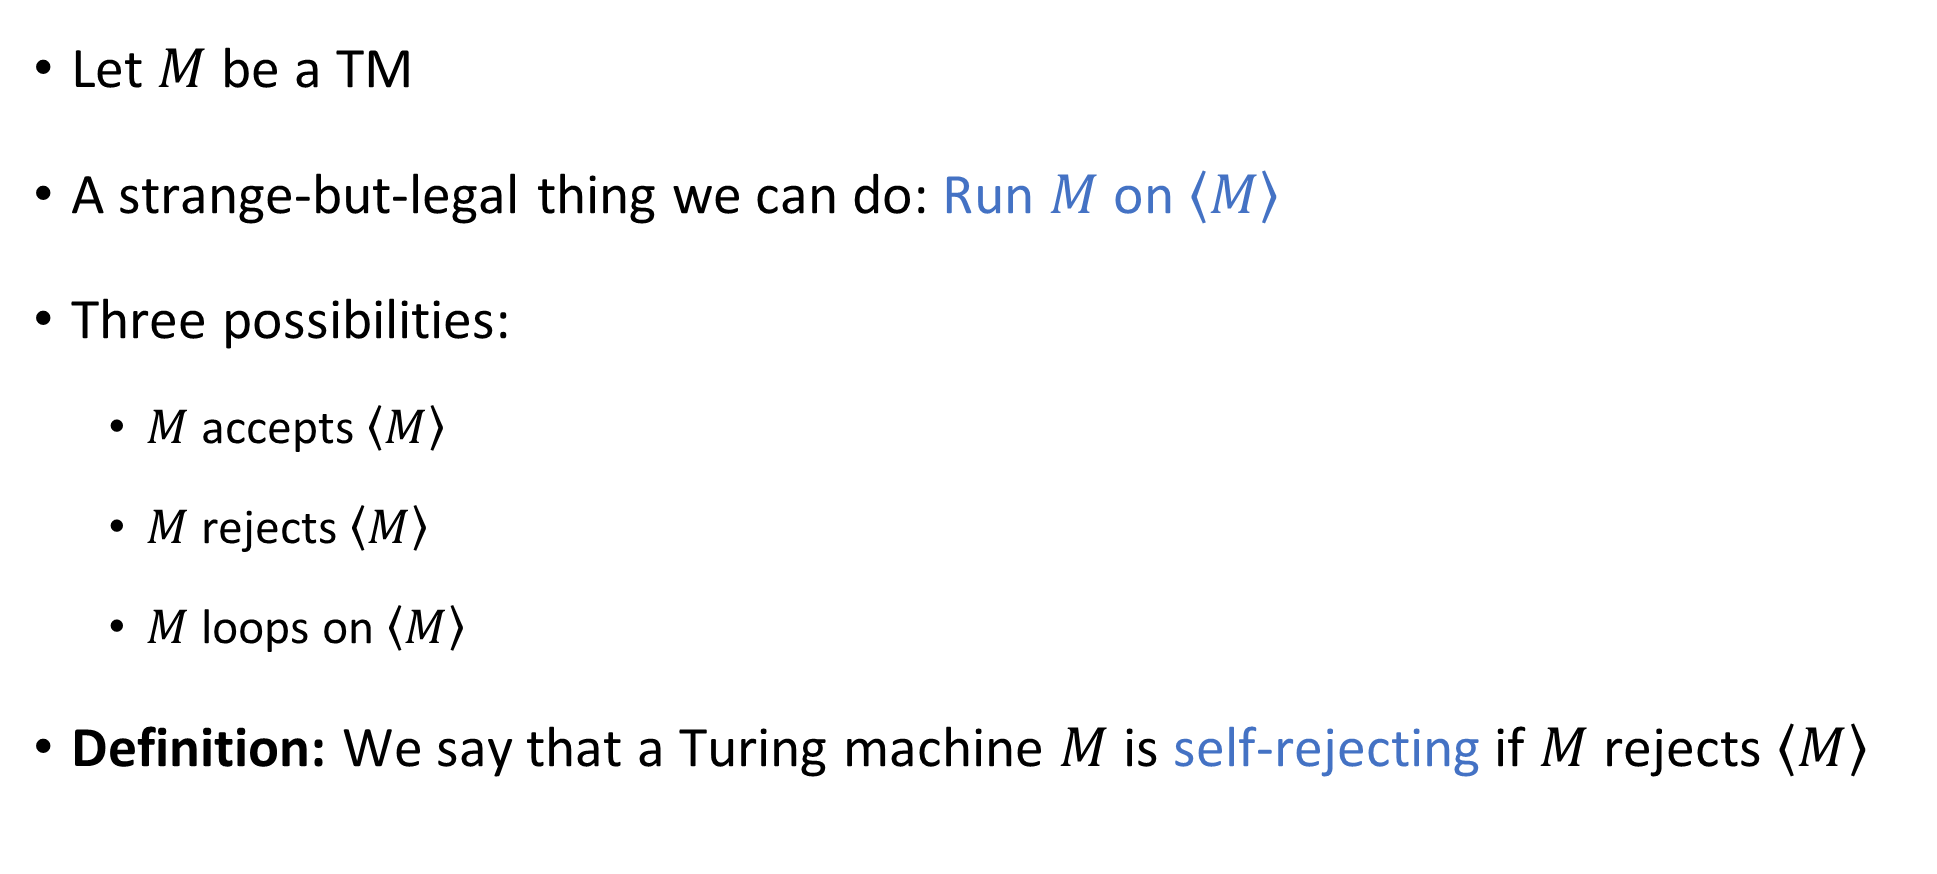 • Let 𝑀 be a TM
• A strange-but-legal thing we can do: Run 𝑀 on ⟨𝑀⟩
• Three possibilities:
• 𝑀 accepts ⟨𝑀⟩
• 𝑀 rejects ⟨𝑀⟩
• 𝑀 loops on ⟨𝑀⟩
• Definition: We say that a Turing machine 𝑀 is self-rejecting if 𝑀 rejects ⟨𝑀⟩